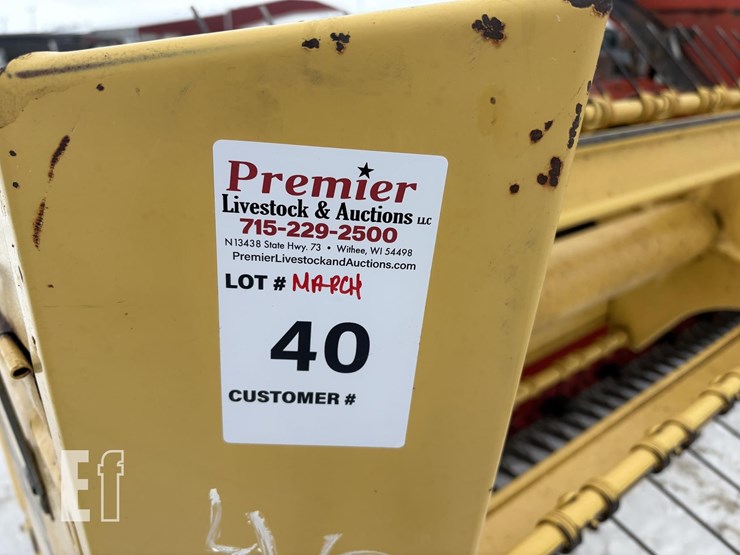 Premier
Livestock & Auctions LLC
715-229-2500
N13438 State Hwy. 73 • Withee, WI 54498
PremierLivestockandAuctions.com
LOT # MARCH
40
CUSTOMER #
Ef